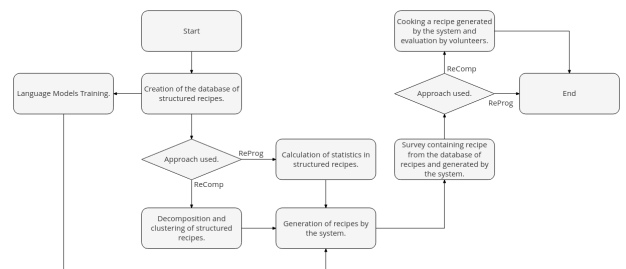 Start
Creation of the database of
structured recipes.
Language Models Training.
Approach used.
ReProg
ReComp
Calculation of statistics in
structured recipes.
Decomposition and
clustering of structured
recipes.
Generation of recipes by
the system.
Survey containing recipe
from the database of
recipes and generated by
the system.
Approach used.
ReComp
ReProg
Cooking a recipe generated
by the system and
evaluation by volunteers.
End